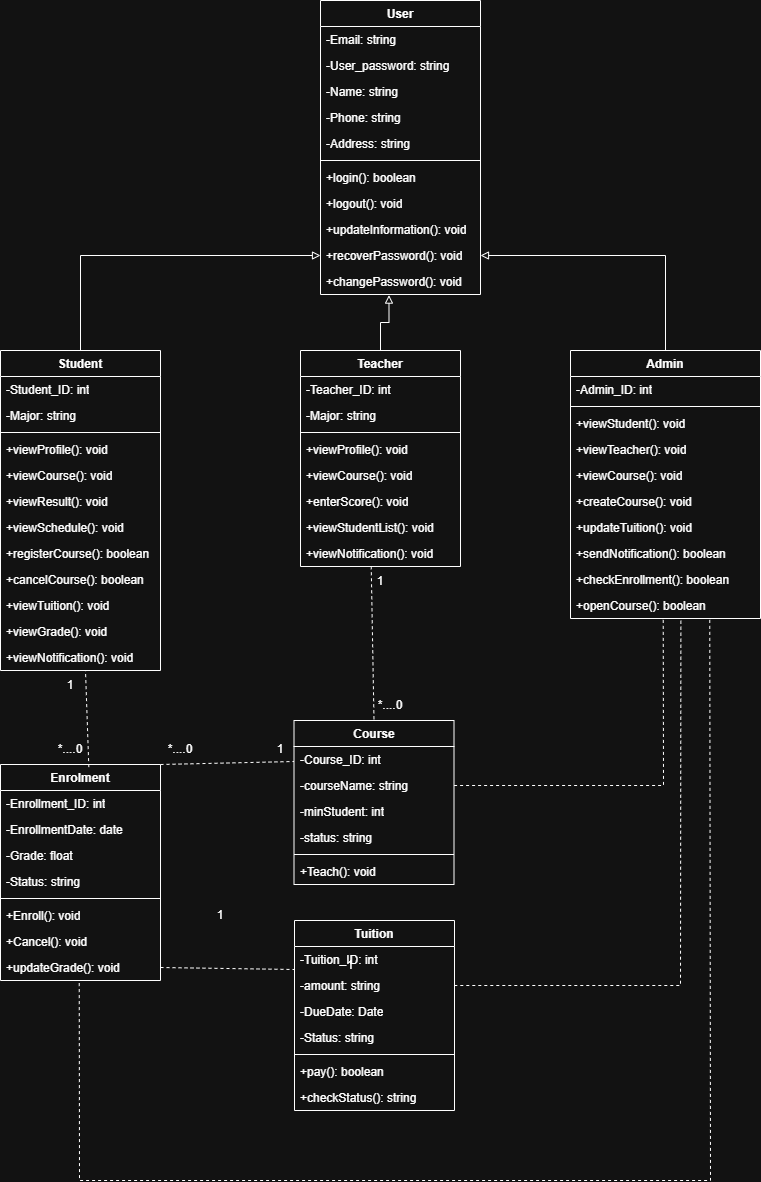 User
-Email: string
-User_password: string
-Name: string
-Phone: string
-Address: string
+login(): boolean
+logout(): void
+updateInformation(): void
+recoverPassword(): void
+changePassword(): void
Student
-Student_ID: int
-Major: string
+viewProfile(): void
+viewCourse(): void
+viewResult(): void
+viewSchedule(): void
+registerCourse(): boolean
+cancelCourse(): boolean
+viewTuition(): void
+viewGrade(): void
+viewNotification(): void
Teacher
-Teacher_ID: int
-Major: string
+viewProfile(): void
+viewCourse(): void
+enterScore(): void
+viewStudentList(): void
+viewNotification(): void
Admin
-Admin_ID: int
+viewStudent(): void
+viewTeacher(): void
+viewCourse(): void
+createCourse(): void
+updateTuition(): void
+sendNotification(): boolean
+checkEnrollment(): boolean
+openCourse(): boolean
1
1
*....0
*....0
*....0
1
Course
-Course_ID: int
-courseName: string
-minStudent: int
-status: string
+Teach(): void
Enrolment
-Enrollment_ID: int
-EnrollmentDate: date
-Grade: float
-Status: string
+Enroll(): void
+Cancel(): void
+updateGrade(): void
1
Tuition
-Tuition_ID: int
-amount: string
-DueDate: Date
-Status: string
+pay(): boolean
+checkStatus(): string